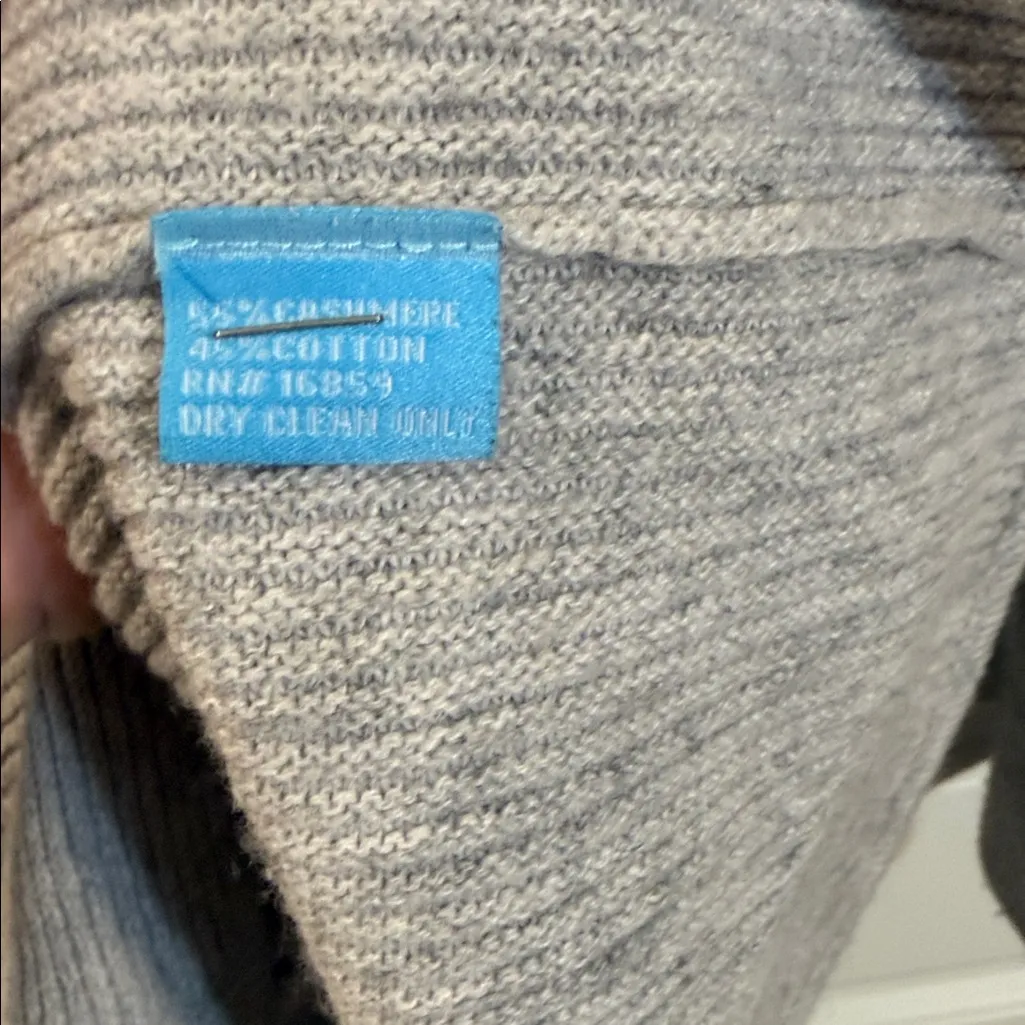 55%CASHMERE
45%COTTON
RN# 16859
DRY CLEAN ONLY